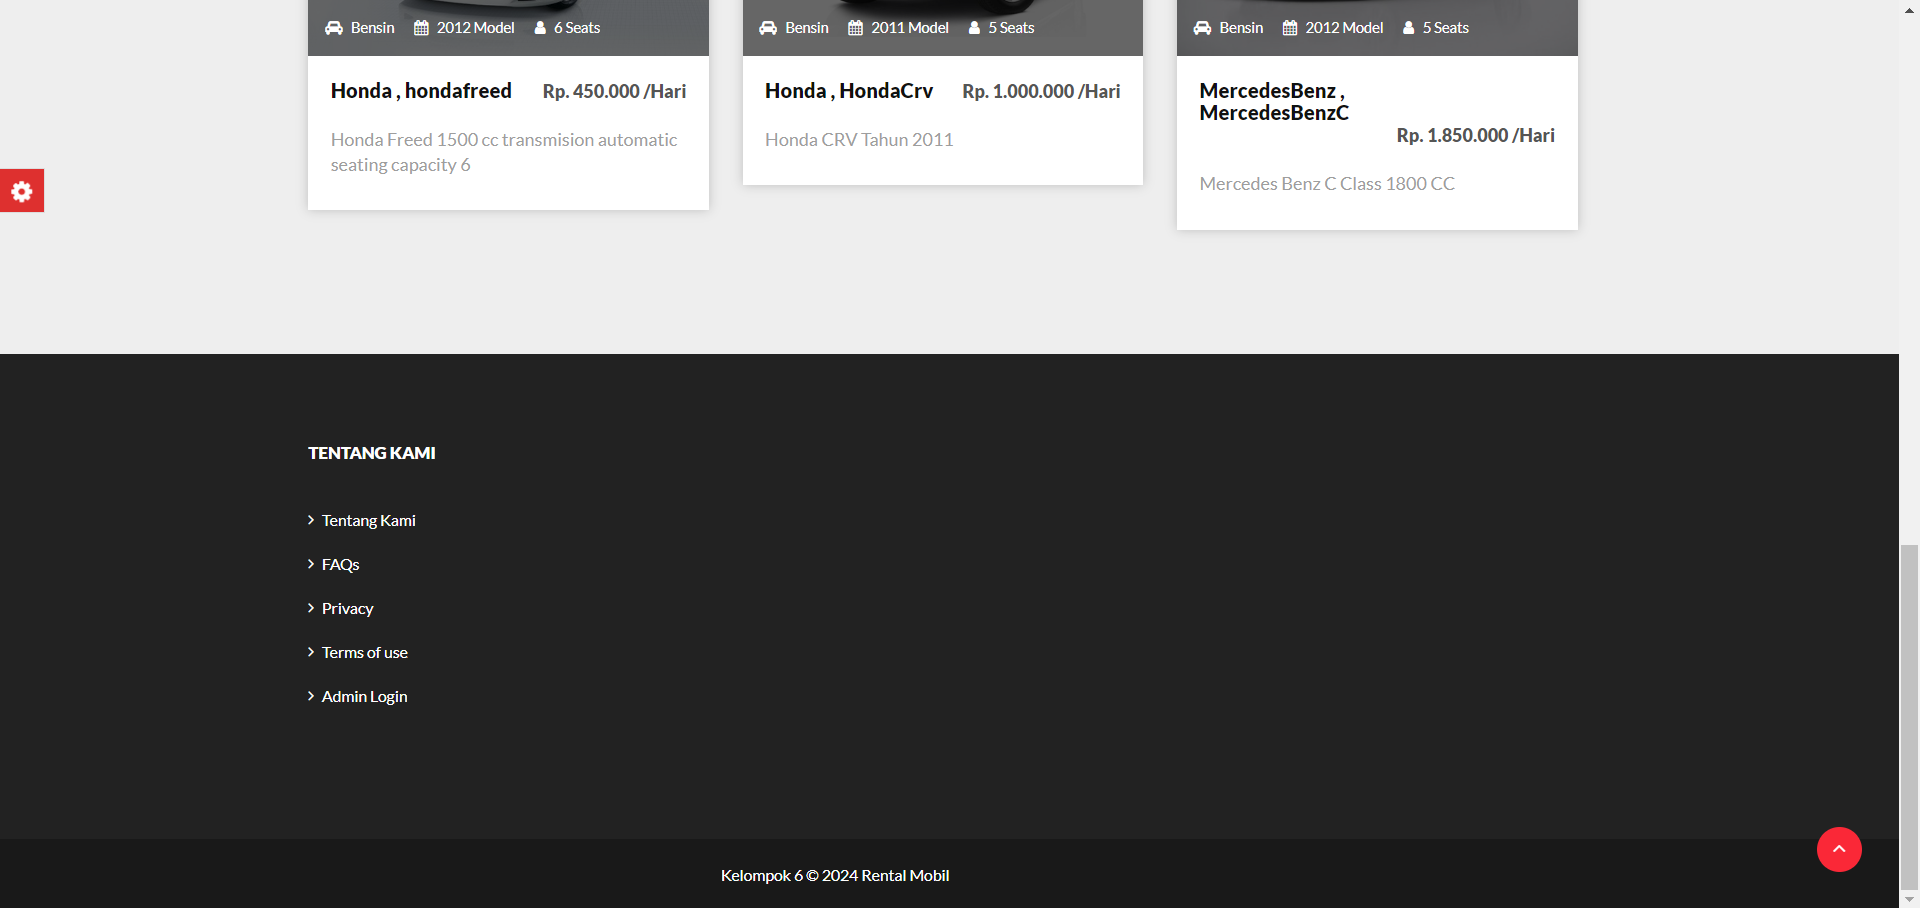 Bensin 2012 Model 6 Seats
Honda , hondafreed Rp. 450.000 /Hari
Honda Freed 1500 cc transmision automatic
seating capacity 6
Bensin 2011 Model 5 Seats
Honda , HondaCrv Rp. 1.000.000 /Hari
Honda CRV Tahun 2011
Bensin 2012 Model 5 Seats
MercedesBenz ,
MercedesBenzC
Rp. 1.850.000 /Hari
Mercedes Benz C Class 1800 CC
TENTANG KAMI
Tentang Kami
FAQs
Privacy
Terms of use
Admin Login
Kelompok 6 © 2024 Rental Mobil